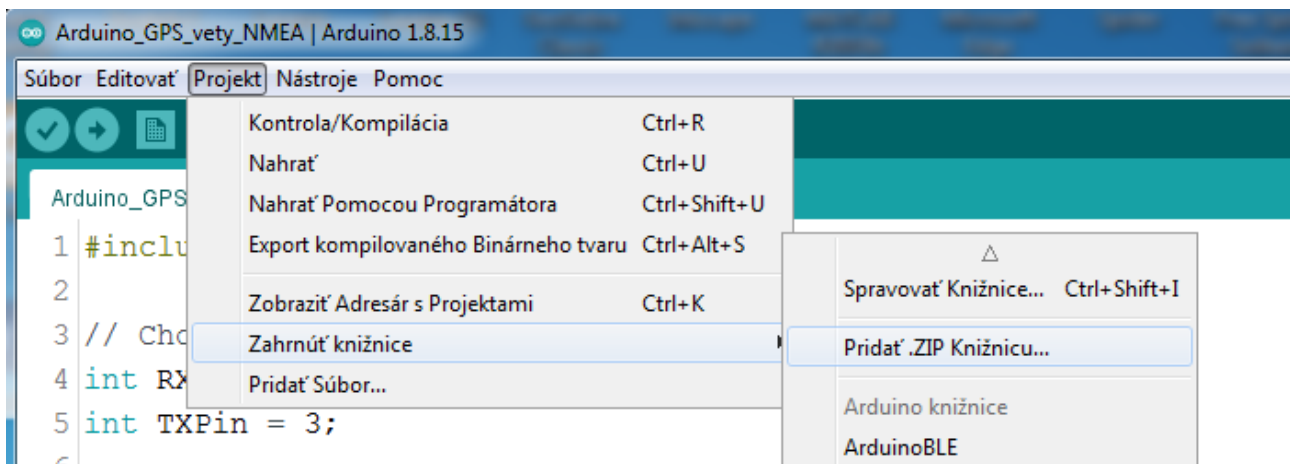 Arduino_GPS_vety_NMEA | Arduino 1.8.15
Súbor Editovať Projekt Nástroje Pomoc
Kontrola/Kompilácia Ctrl+R
Nahrať Ctrl+U
Arduino_GPS
Nahrať Pomocou Programátora Ctrl+Shift+U
1 #inclu
Export kompilovaného Binárneho tvaru Ctrl+Alt+S
2
Spravovať Knižnice... Ctrl+Shift+I
Zobraziť Adresár s Projektami Ctrl+K
3 // Cho
Zahrnúť knižnice
Pridať .ZIP Knižnicu...
4 int RX
Pridať Súbor...
Arduino knižnice
5 int TXPin = 3;
ArduinoBLE